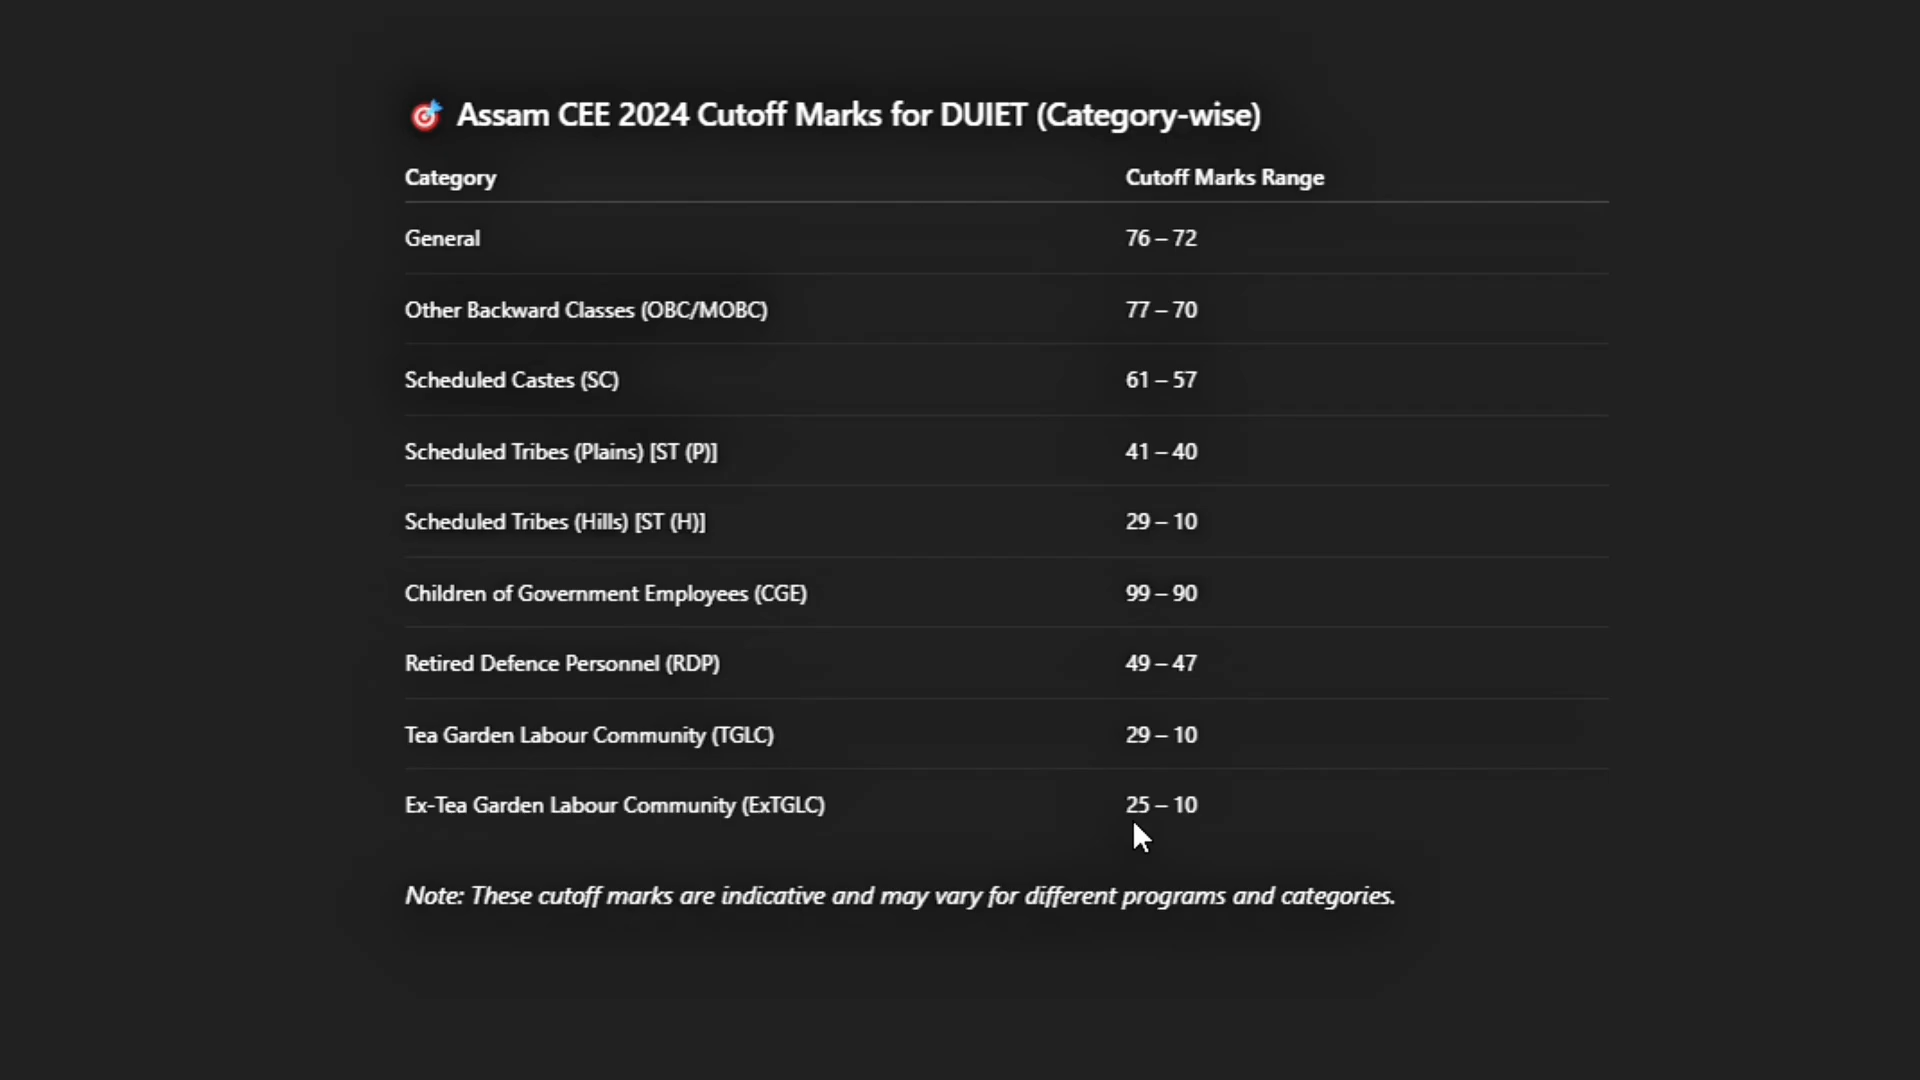 🎯 Assam CEE 2024 Cutoff Marks for DUIET (Category-wise)
Category Cutoff Marks Range
General 76 – 72
Other Backward Classes (OBC/MOBC) 77 – 70
Scheduled Castes (SC) 61 – 57
Scheduled Tribes (Plains) [ST (P)] 41 – 40
Scheduled Tribes (Hills) [ST (H)] 29 – 10
Children of Government Employees (CGE) 99 – 90
Retired Defence Personnel (RDP) 49 – 47
Tea Garden Labour Community (TGLC) 29 – 10
Ex-Tea Garden Labour Community (ExTGLC) 25 – 10
Note: These cutoff marks are indicative and may vary for different programs and categories.